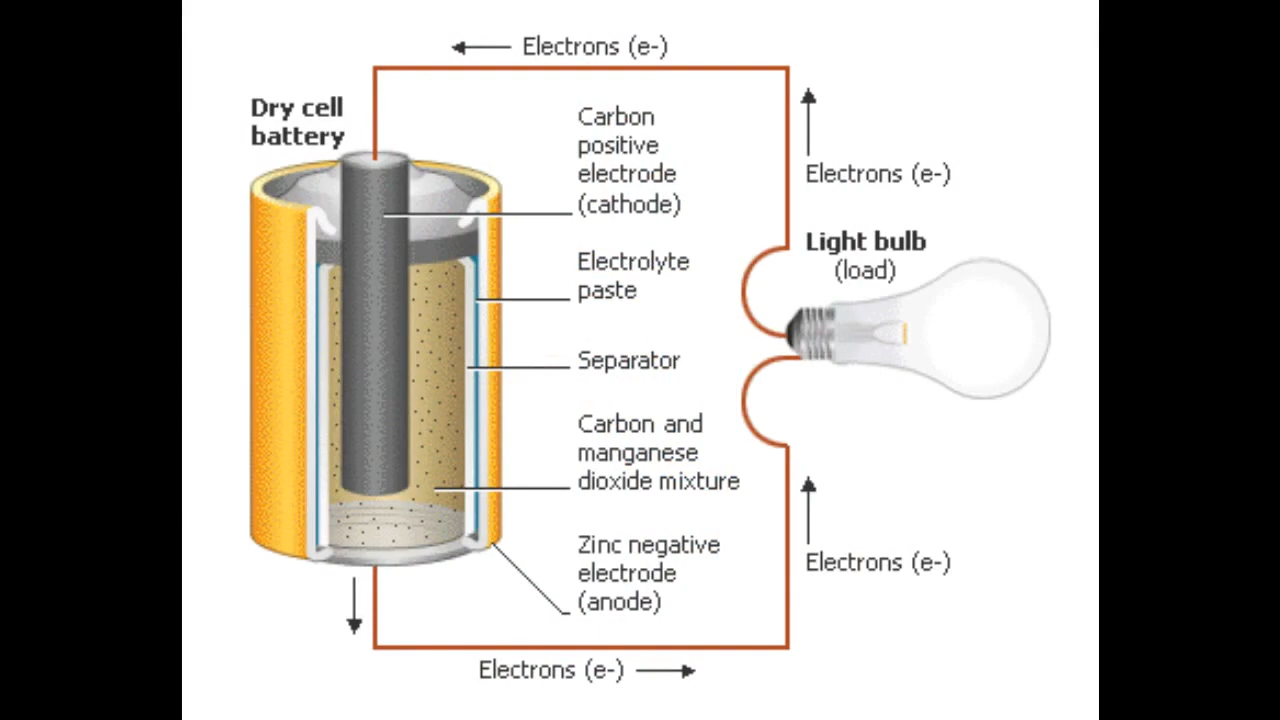 Electrons (e-)
Dry cell
battery
Carbon
positive
electrode
(cathode)
Electrons (e-)
Light bulb
(load)
Electrolyte
paste
Separator
Carbon and
manganese
dioxide mixture
Zinc negative
electrode
(anode)
Electrons (e-)
Electrons (e-)